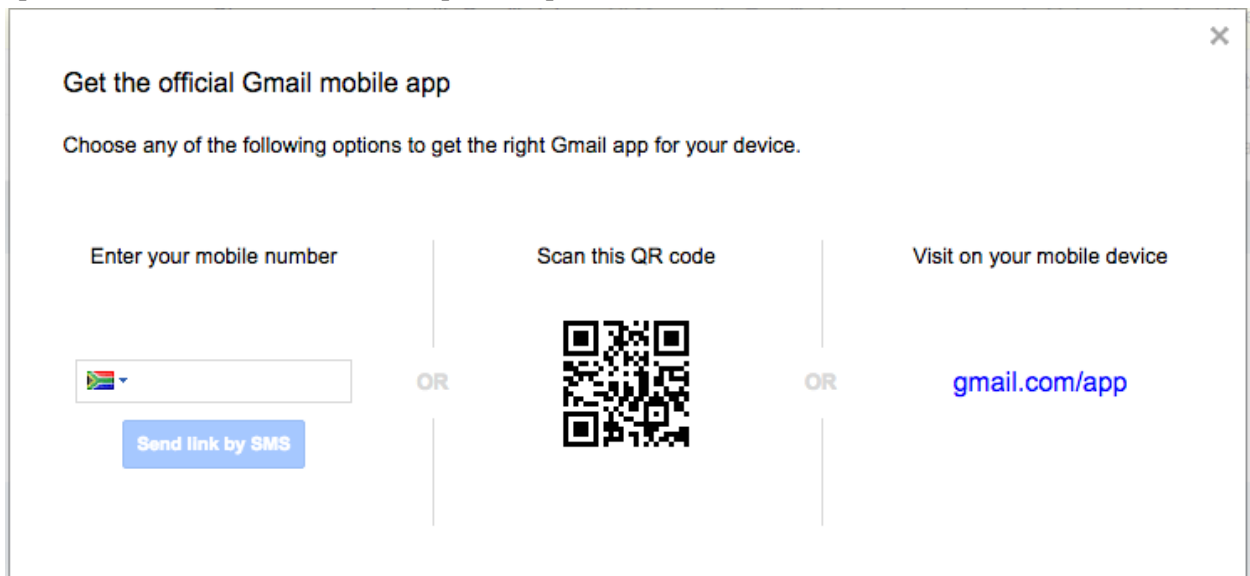 Get the official Gmail mobile app
Choose any of the following options to get the right Gmail app for your device.
Enter your mobile number
Send link by SMS
OR
Scan this QR code
OR
Visit on your mobile device
gmail.com/app